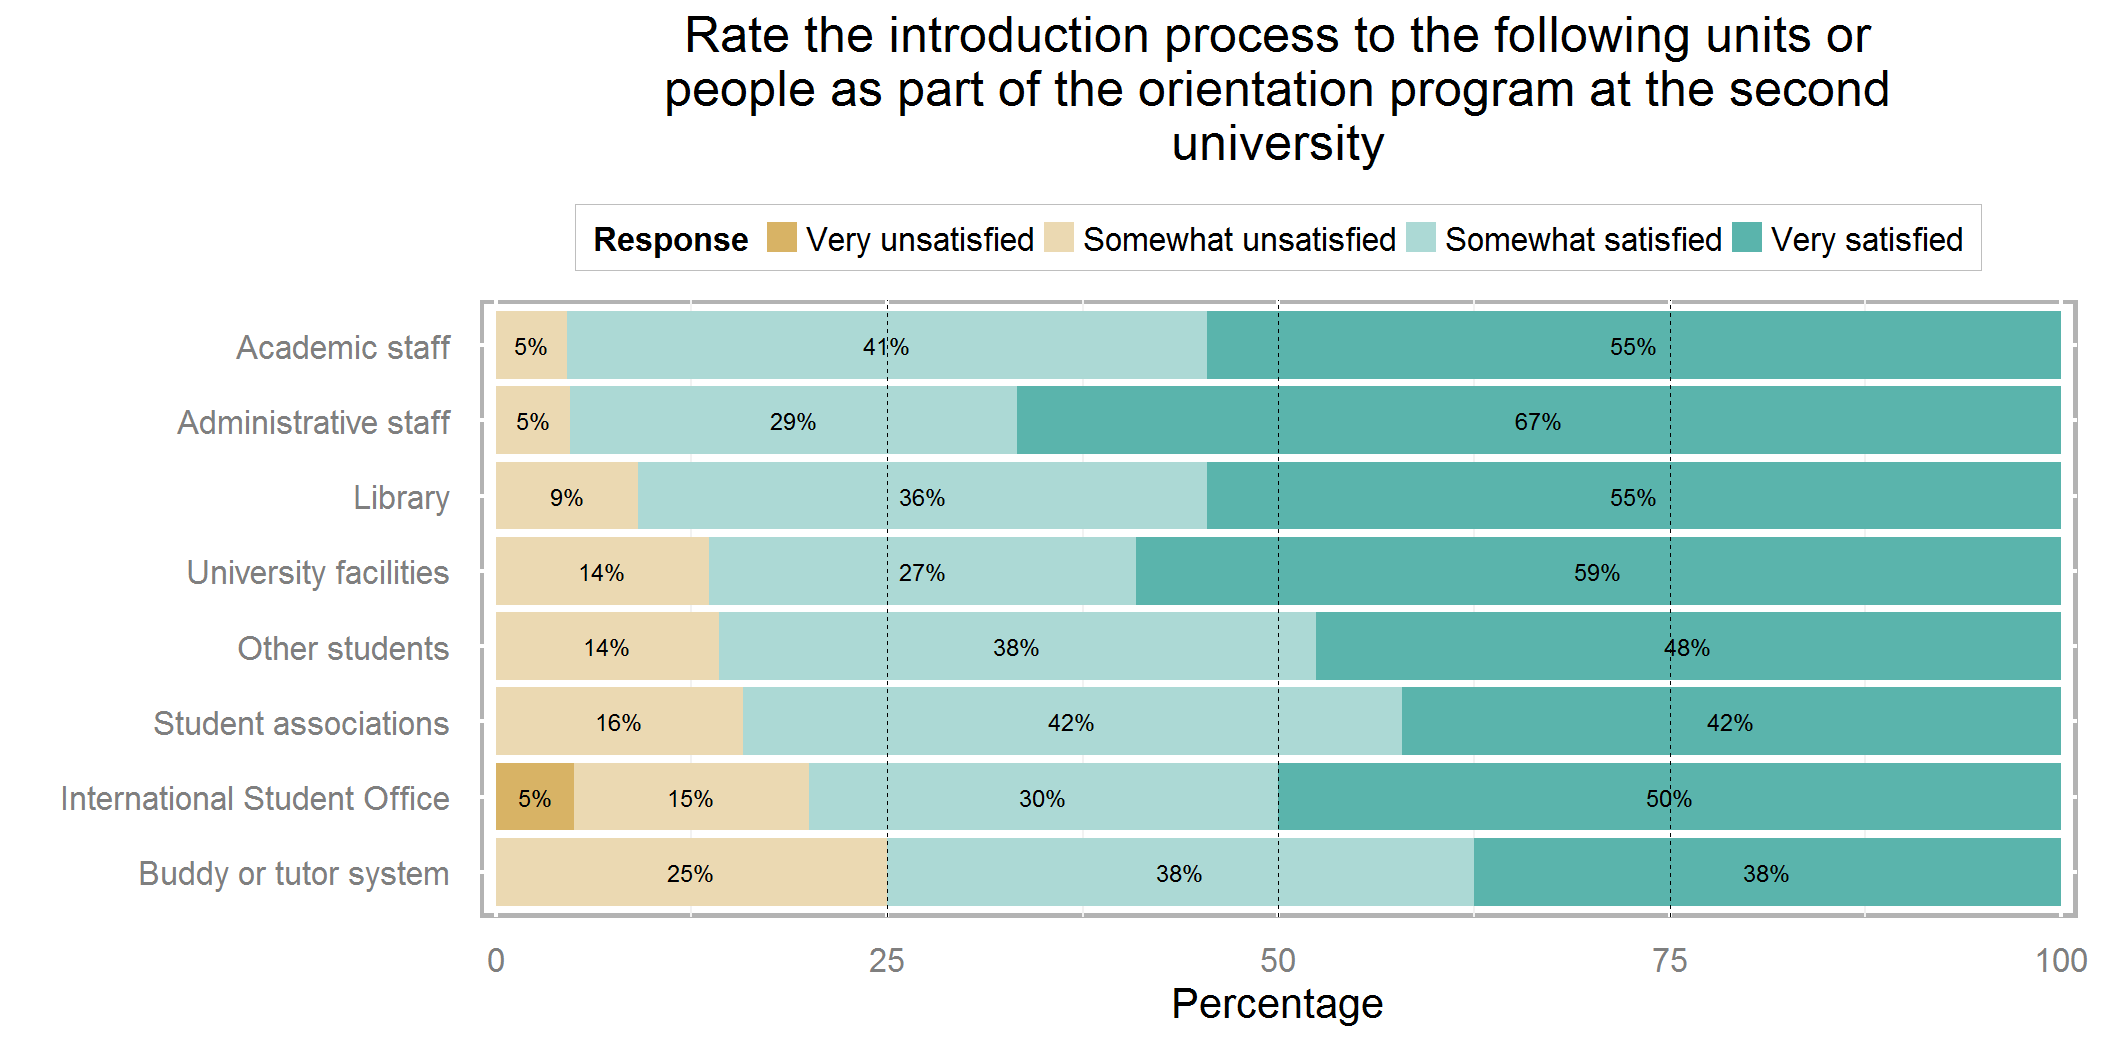 Rate the introduction process to the following units or
people as part of the orientation program at the second
university
Response Very unsatisfied Somewhat unsatisfied Somewhat satisfied Very satisfied
Academic staff 5% 41% 55%
Administrative staff 5% 29% 67%
Library 9% 36% 55%
University facilities 14% 27% 59%
Other students 14% 38% 48%
Student associations 16% 42% 42%
International Student Office 5% 15% 30% 50%
Buddy or tutor system 25% 38% 38%
0 25 50 75 100
Percentage